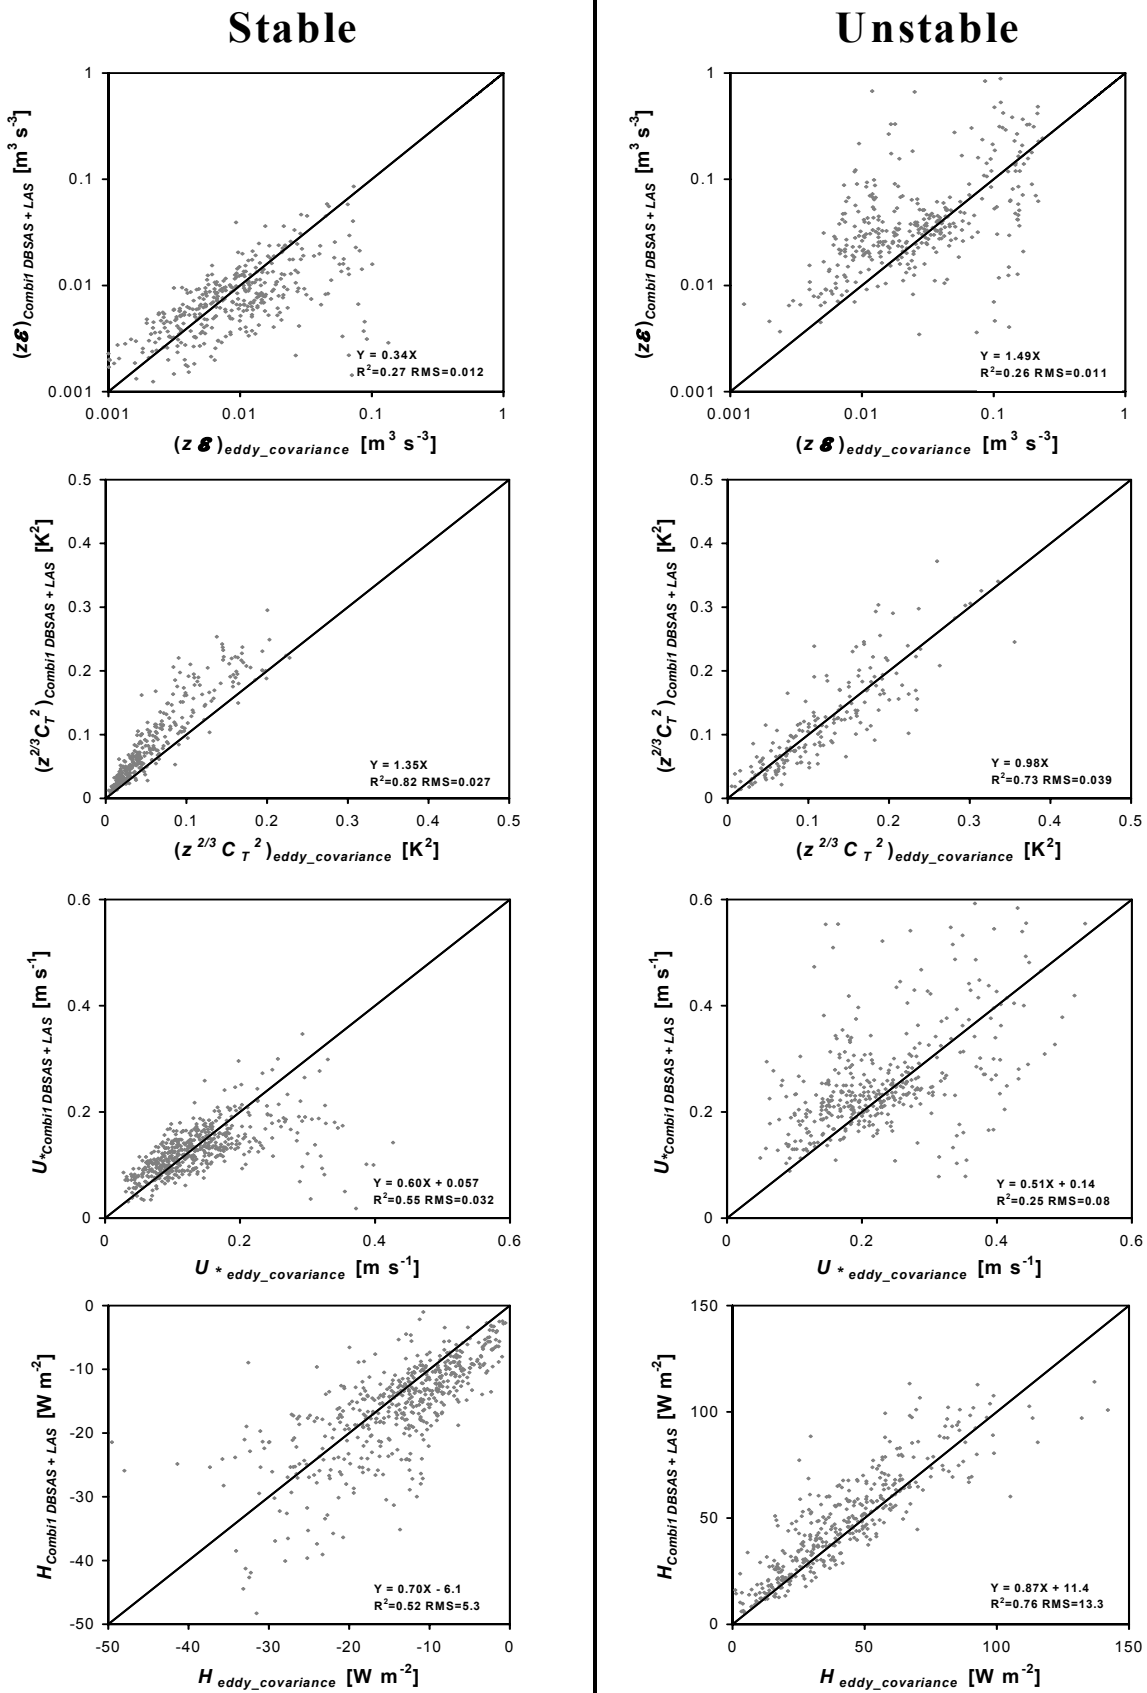 Stable
Unstable
(zε)Combi1 DBSAS + LAS [m³ s⁻³]
1
0.1
0.01
0.001
Y = 0.34X
R²=0.27 RMS=0.012
0.001 0.01 0.1 1
(z ε)eddy_covariance [m³ s⁻³]
(zε)Combi1 DBSAS + LAS [m³ s⁻³]
1
0.1
0.01
0.001
Y = 1.49X
R²=0.26 RMS=0.011
0.001 0.01 0.1 1
(z ε)eddy_covariance [m³ s⁻³]
(z²/³C_T²)Combi1 DBSAS + LAS [K²]
0.5
0.4
0.3
0.2
0.1
0
Y = 1.35X
R²=0.82 RMS=0.027
0 0.1 0.2 0.3 0.4 0.5
(z ²/³ C_T ²)eddy_covariance [K²]
(z²/³C_T²)Combi1 DBSAS + LAS [K²]
0.5
0.4
0.3
0.2
0.1
0
Y = 0.98X
R²=0.73 RMS=0.039
0 0.1 0.2 0.3 0.4 0.5
(z ²/³ C_T ²)eddy_covariance [K²]
U*Combi1 DBSAS + LAS [m s⁻¹]
0.6
0.4
0.2
0
Y = 0.60X + 0.057
R²=0.55 RMS=0.032
0 0.2 0.4 0.6
U * eddy_covariance [m s⁻¹]
U*Combi1 DBSAS + LAS [m s⁻¹]
0.6
0.4
0.2
0
Y = 0.51X + 0.14
R²=0.25 RMS=0.08
0 0.2 0.4 0.6
U * eddy_covariance [m s⁻¹]
HCombi1 DBSAS + LAS [W m⁻²]
0
-10
-20
-30
-40
-50
Y = 0.70X - 6.1
R²=0.52 RMS=5.3
-50 -40 -30 -20 -10 0
H eddy_covariance [W m⁻²]
HCombi1 DBSAS + LAS [W m⁻²]
150
100
50
0
Y = 0.87X + 11.4
R²=0.76 RMS=13.3
0 50 100 150
H eddy_covariance [W m⁻²]